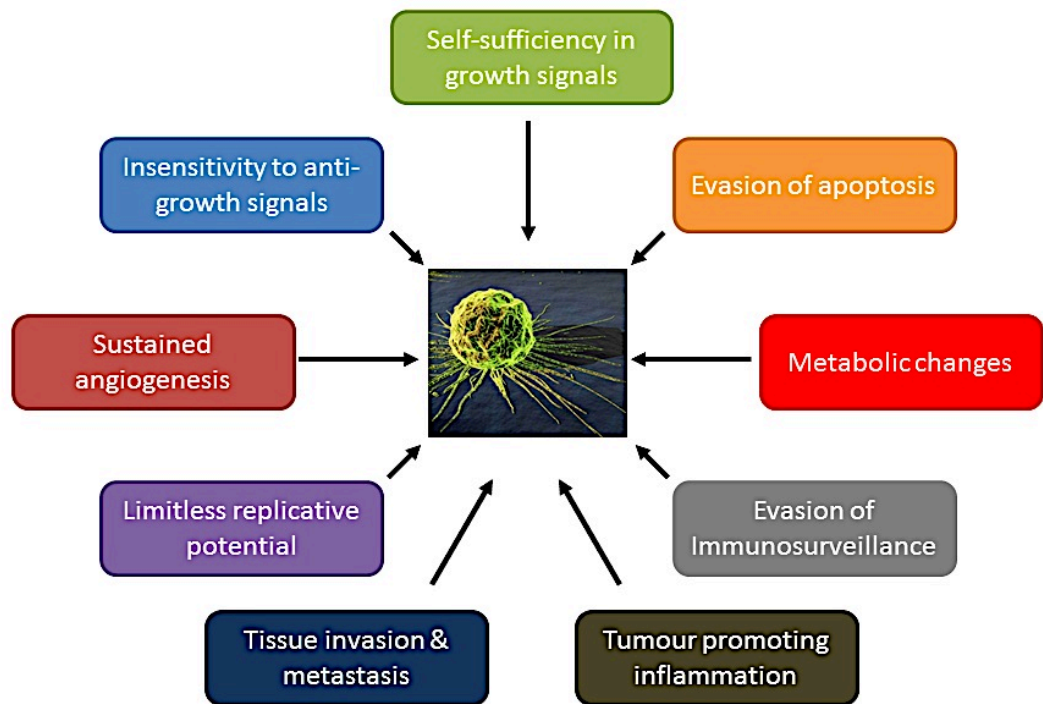 Self-sufficiency in
growth signals
Insensitivity to anti-
growth signals
Evasion of apoptosis
Sustained
angiogenesis
Metabolic changes
Limitless replicative
potential
Evasion of
Immunosurveillance
Tissue invasion &
metastasis
Tumour promoting
inflammation